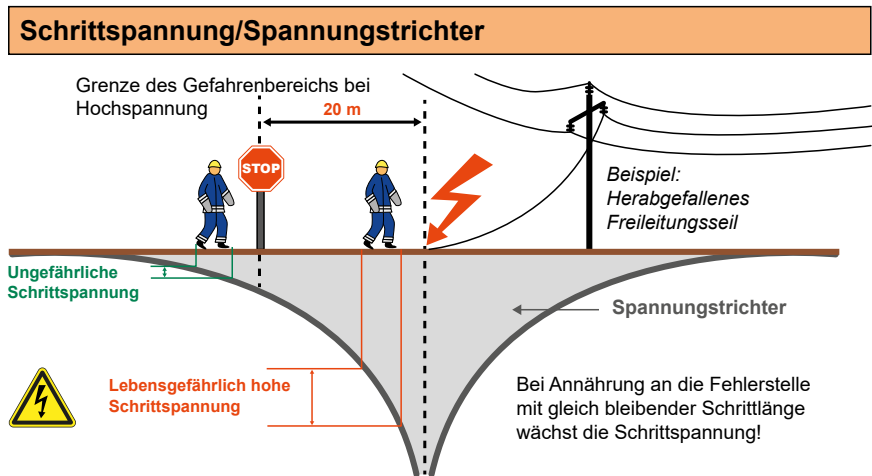 Schrittspannung/Spannungstrichter
Grenze des Gefahrenbereichs bei
Hochspannung
20 m
STOP
Beispiel:
Herabgefallenes
Freileitungsseil
Ungefährliche
Schrittspannung
Spannungstrichter
Lebensgefährlich hohe
Schrittspannung
Bei Annährung an die Fehlerstelle
mit gleich bleibender Schrittlänge
wächst die Schrittspannung!